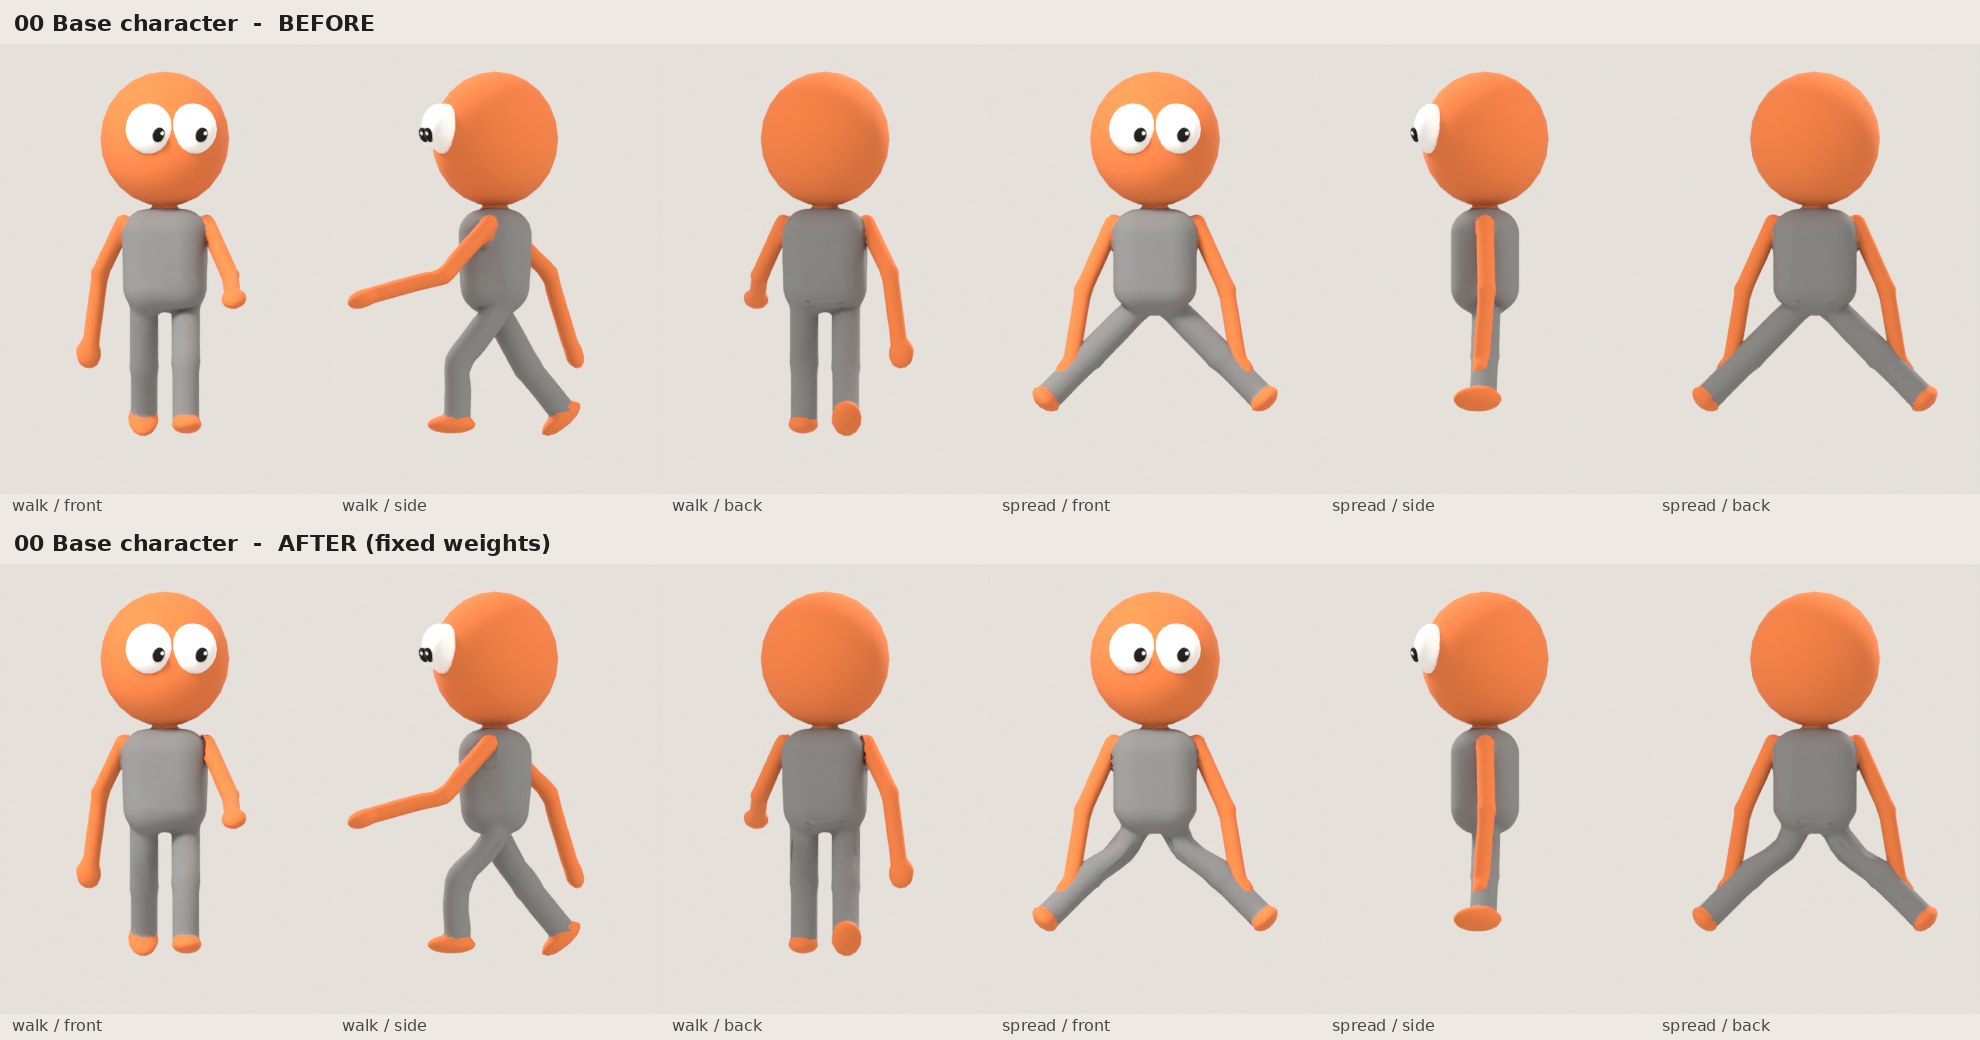 00 Base character  -  BEFORE
walk / front
walk / side
walk / back
spread / front
spread / side
spread / back
00 Base character  -  AFTER (fixed weights)
walk / front
walk / side
walk / back
spread / front
spread / side
spread / back